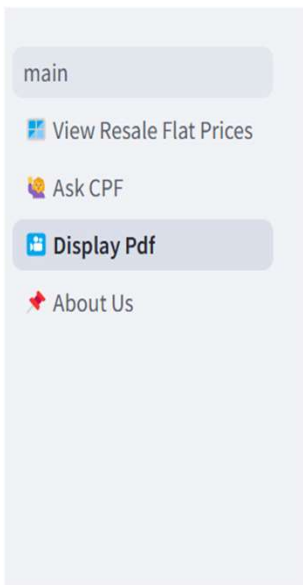 main
View Resale Flat Prices
Ask CPF
Display Pdf
About Us